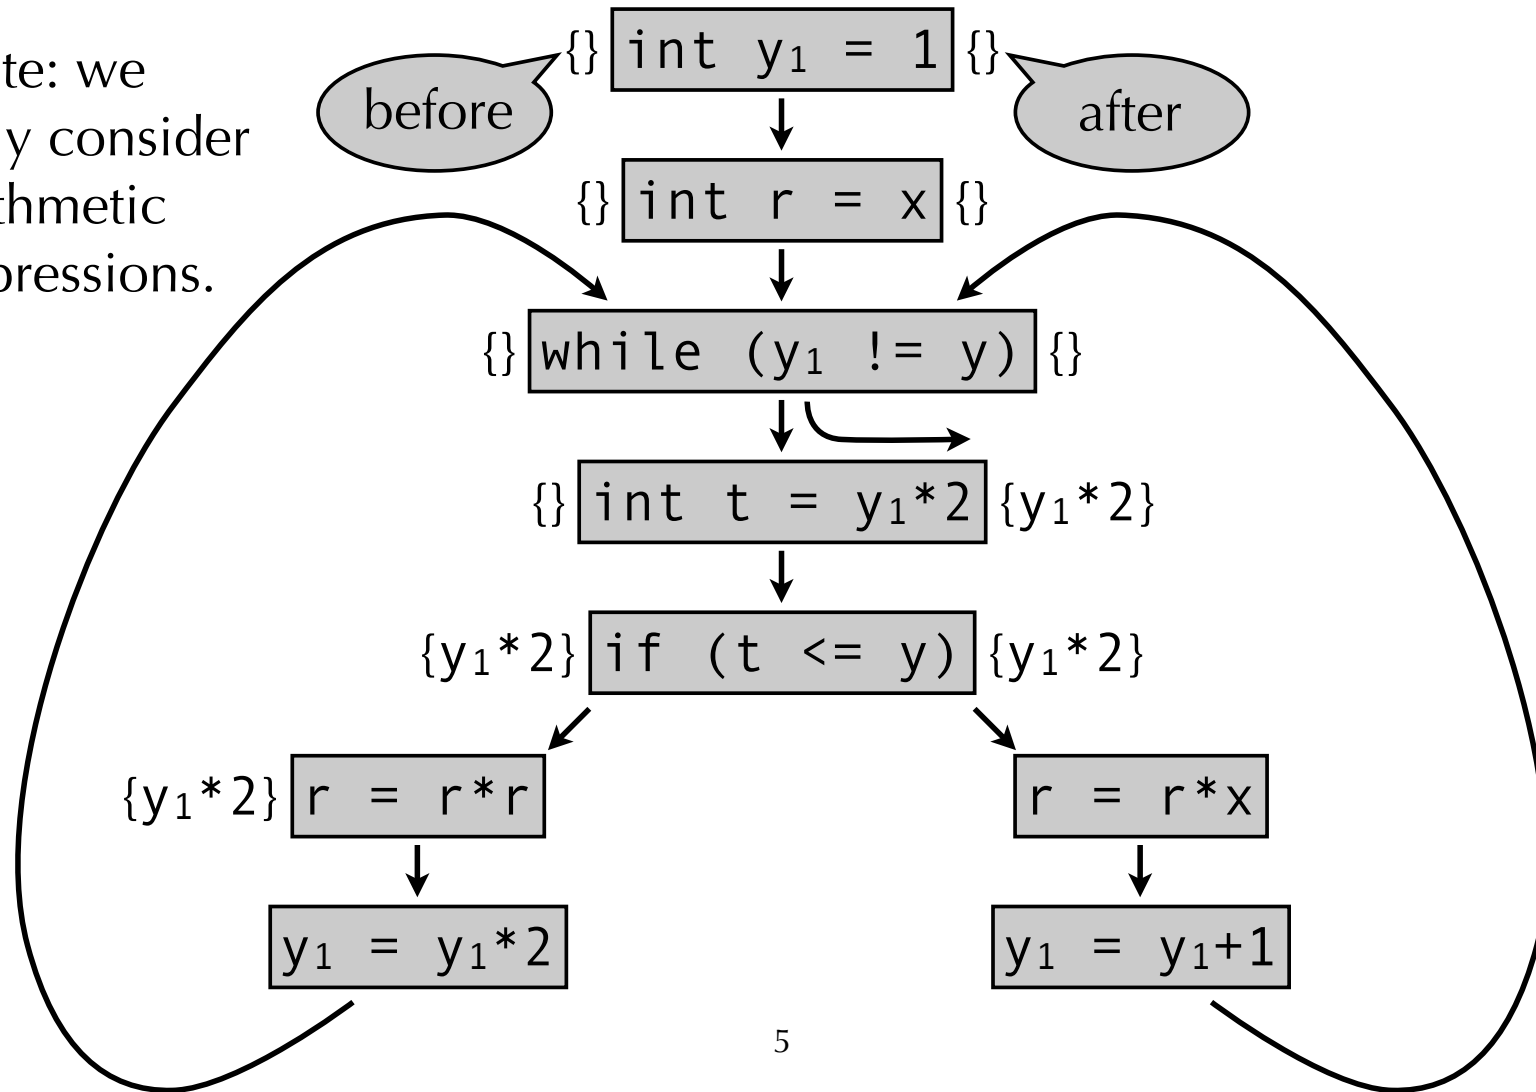 {} int y₁ = 1 {}
te: we
before
after
y consider
{} int r = x {}
thmetic
pressions.
{} while (y₁ != y) {}
{} int t = y₁*2 {y₁*2}
{y₁*2} if (t <= y) {y₁*2}
{y₁*2} r = r*r
r = r*x
y₁ = y₁*2
y₁ = y₁+1
5